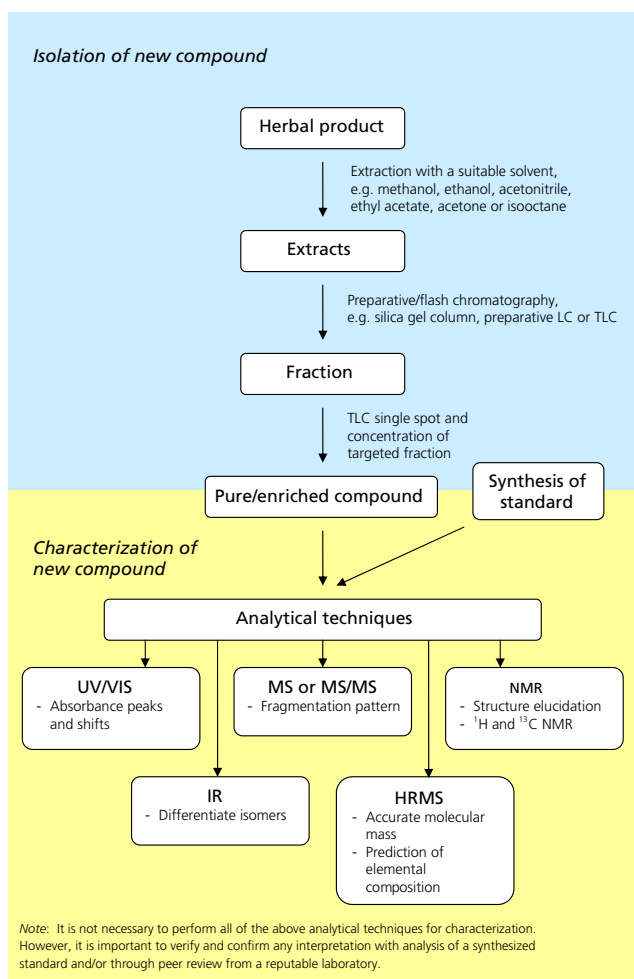 Isolation of new compound
Herbal product
Extraction with a suitable solvent,
e.g. methanol, ethanol, acetonitrile,
ethyl acetate, acetone or isooctane
Extracts
Preparative/flash chromatography,
e.g. silica gel column, preparative LC or TLC
Fraction
TLC single spot and
concentration of
targeted fraction
Pure/enriched compound
Synthesis of
standard
Characterization of
new compound
Analytical techniques
UV/VIS
- Absorbance peaks
and shifts
MS or MS/MS
- Fragmentation pattern
NMR
- Structure elucidation
- ¹H and ¹³C NMR
IR
- Differentiate isomers
HRMS
- Accurate molecular
mass
- Prediction of
elemental
composition
Note: It is not necessary to perform all of the above analytical techniques for characterization.
However, it is important to verify and confirm any interpretation with analysis of a synthesized
standard and/or through peer review from a reputable laboratory.